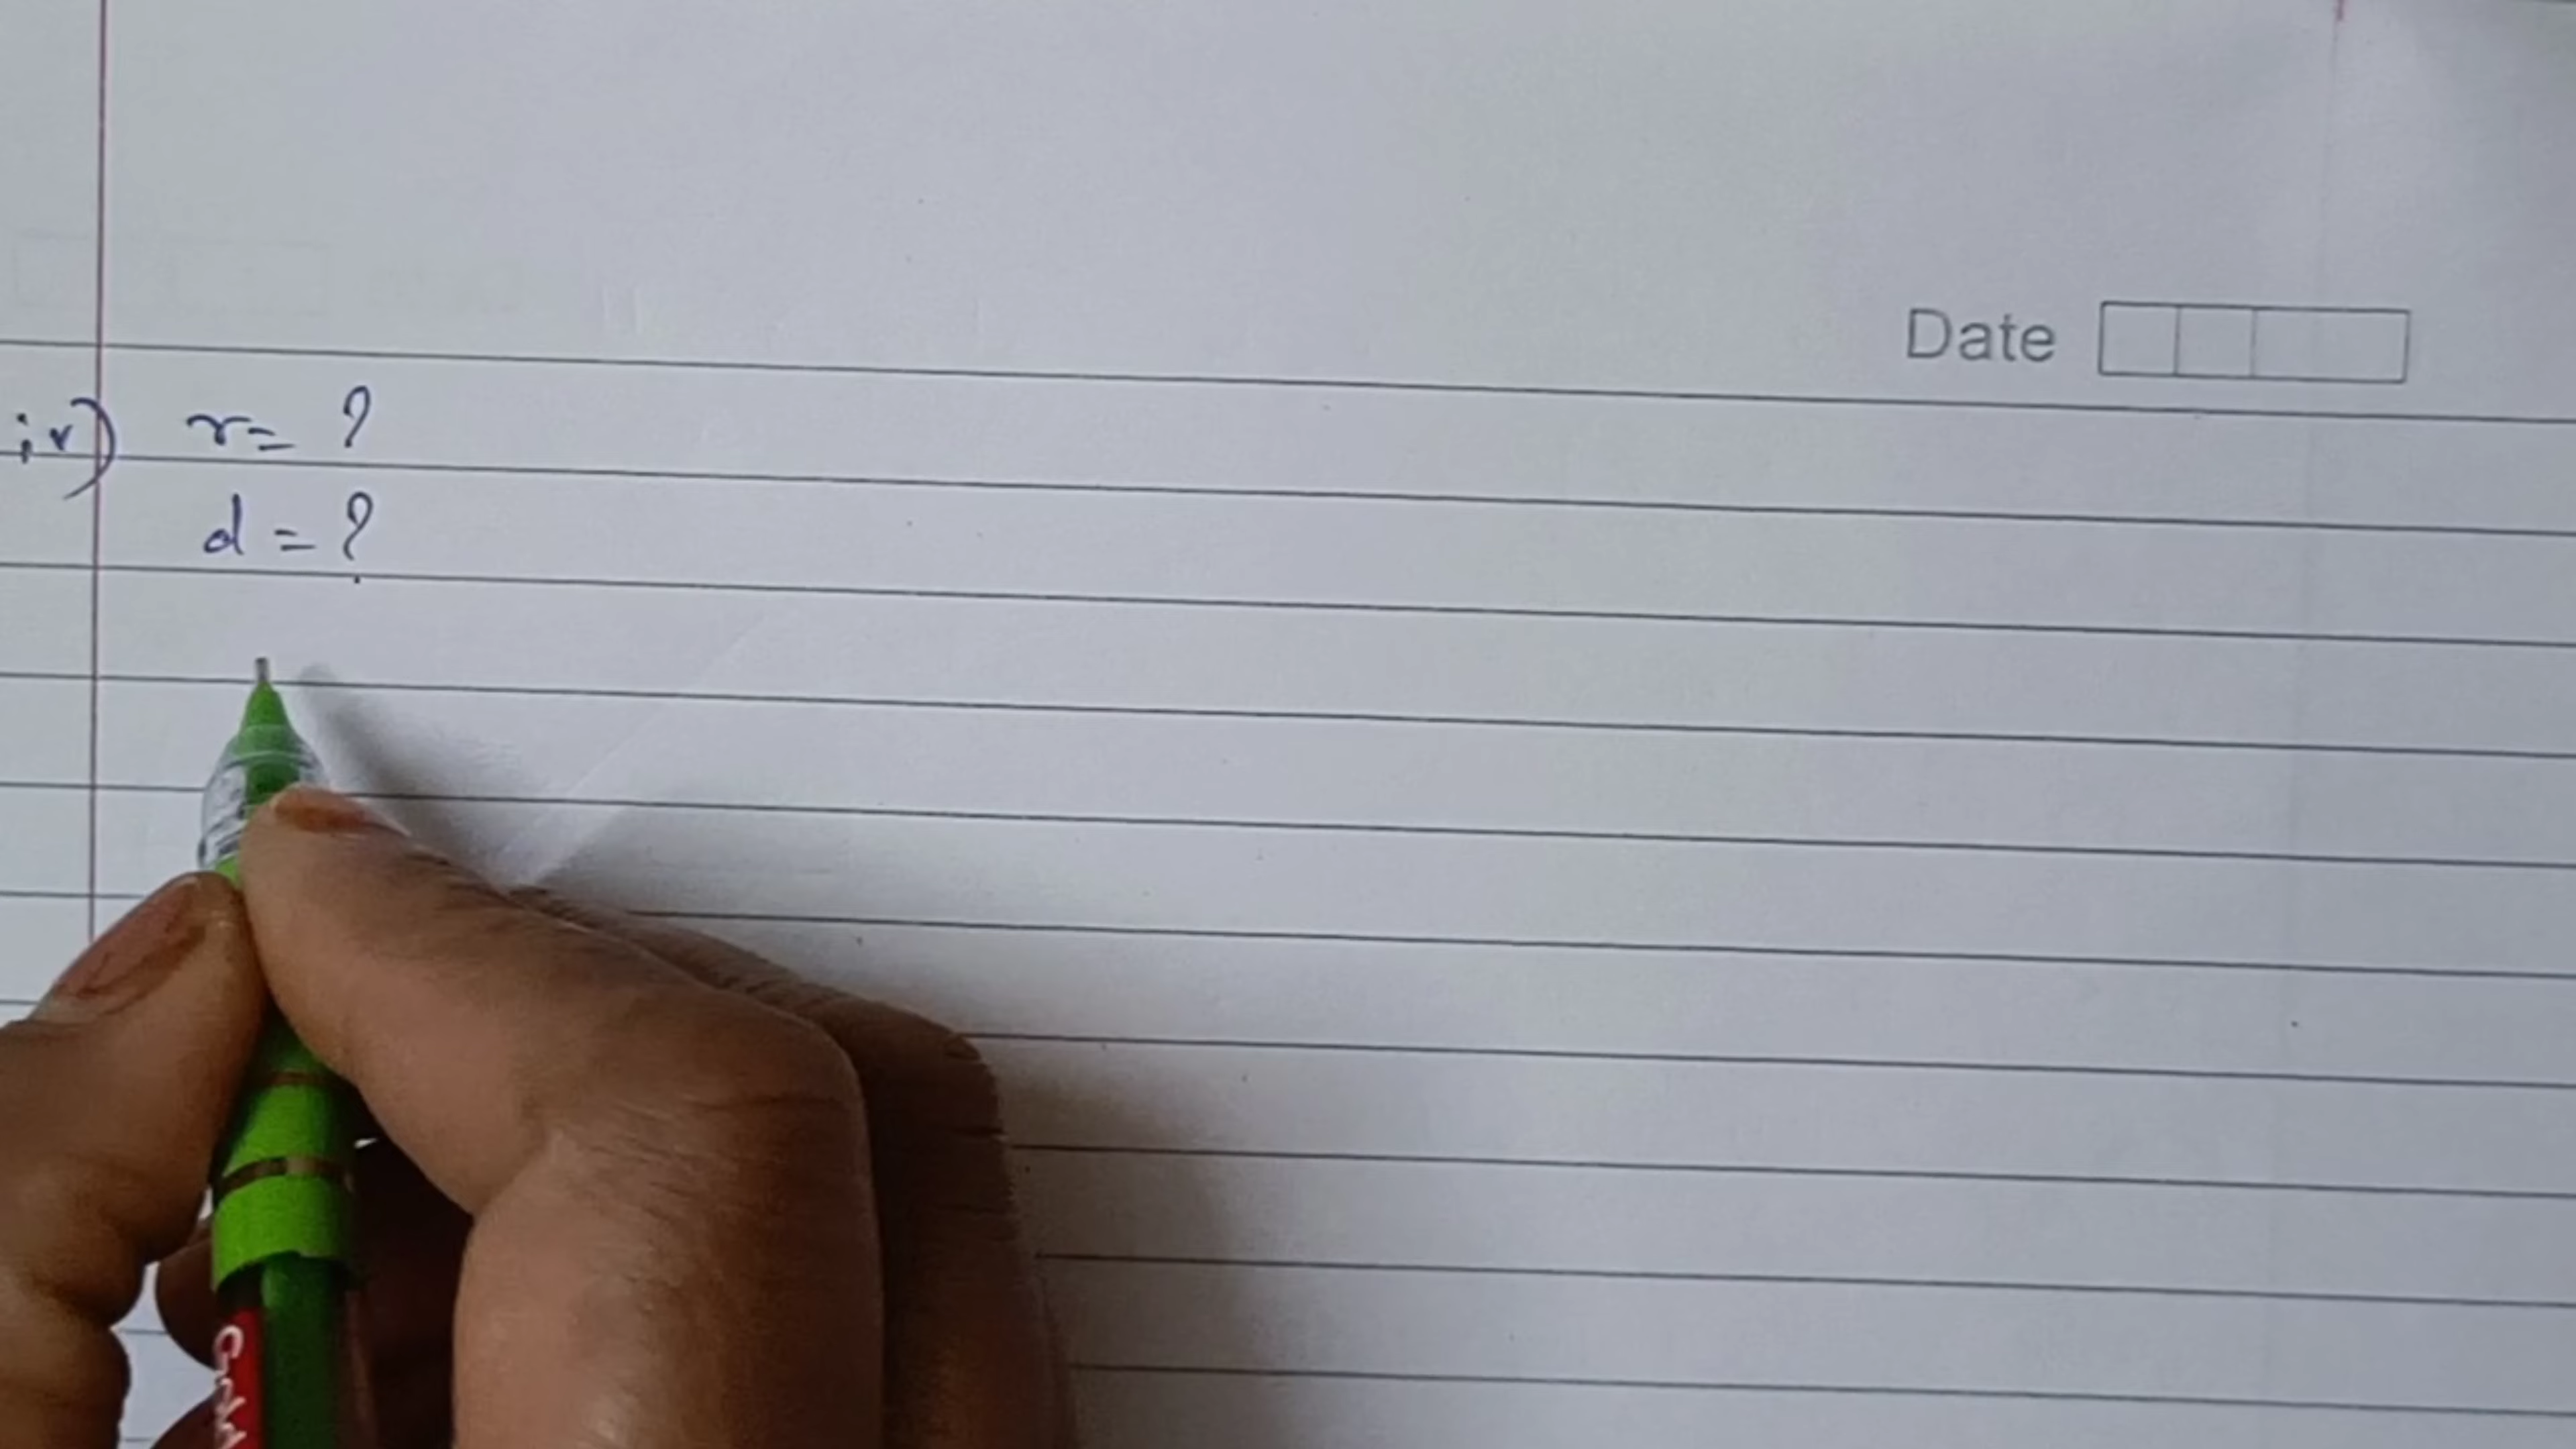 Date
iv) r= ?
d = ?